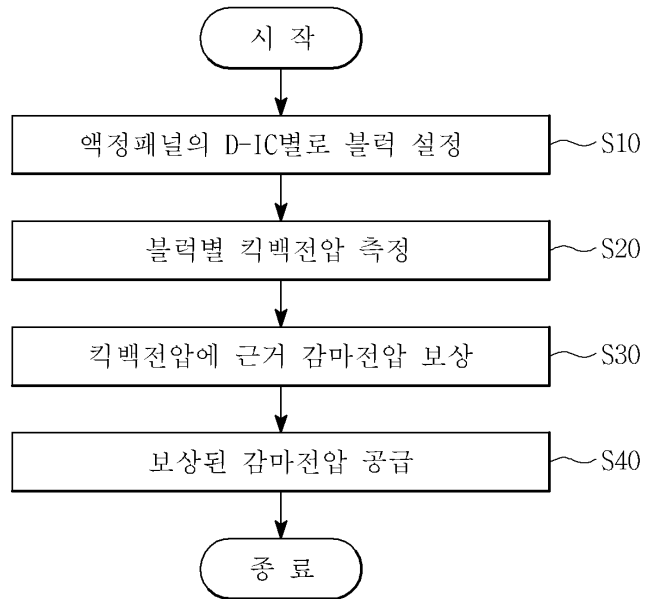 시 작
액정패널의 D-IC별로 블럭 설정
S10
블럭별 킥백전압 측정
S20
킥백전압에 근거 감마전압 보상
S30
보상된 감마전압 공급
S40
종 료